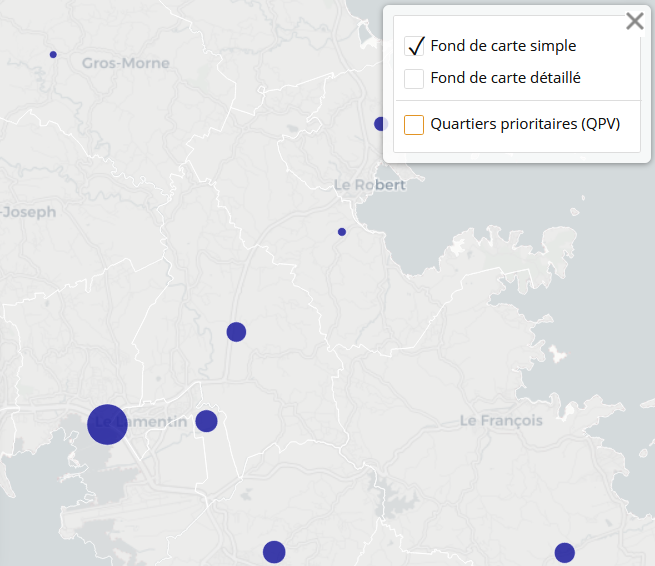 Fond de carte simple
Fond de carte détaillé
Quartiers prioritaires (QPV)
Gros-Morne
Le Robert
-Joseph
Le Lamentin
Le François